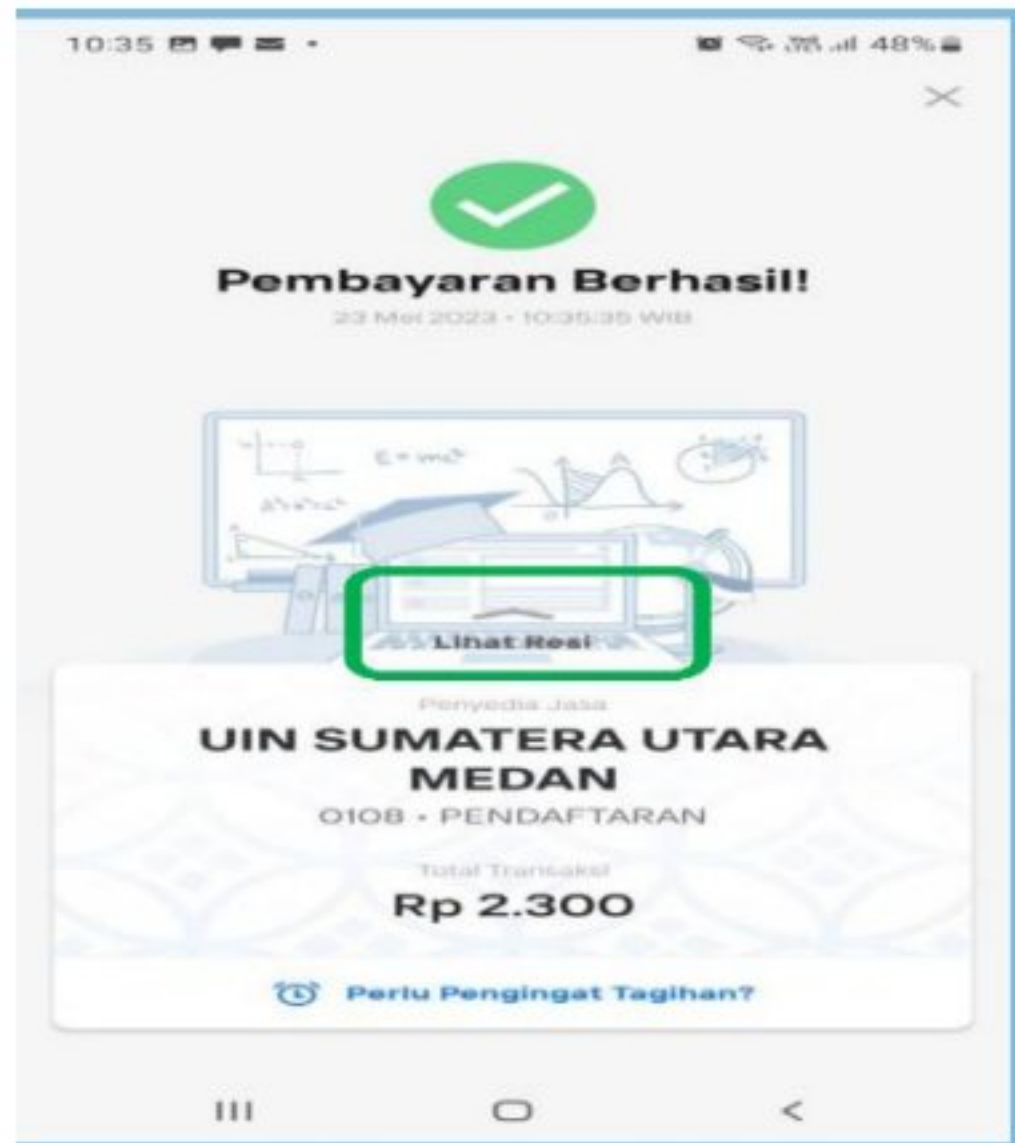 10:35
48%
Pembayaran Berhasil!
23 Mei 2023 • 10:35:35 WIB
E = mc²
A
Lihat Resi
Penyedia Jasa
UIN SUMATERA UTARA
MEDAN
0108 • PENDAFTARAN
Total Transaksi
Rp 2.300
Perlu Pengingat Tagihan?